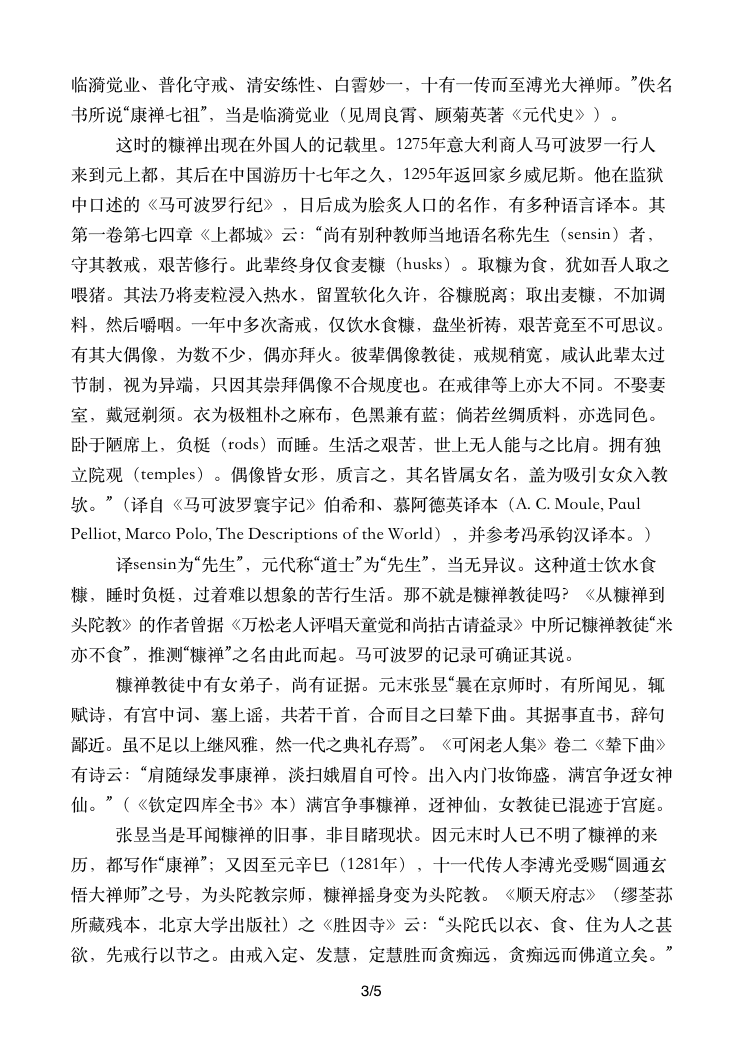 临漪觉业、普化守戒、清安练性、白霫妙一，十有一传而至溥光大禅师。”佚名
书所说“康禅七祖”，当是临漪觉业（见周良霄、顾菊英著《元代史》）。
这时的糠禅出现在外国人的记载里。1275年意大利商人马可波罗一行人
来到元上都，其后在中国游历十七年之久，1295年返回家乡威尼斯。他在监狱
中口述的《马可波罗行纪》，日后成为脍炙人口的名作，有多种语言译本。其
第一卷第七四章《上都城》云：“尚有别种教师当地语名称先生（sensin）者，
守其教戒，艰苦修行。此辈终身仅食麦糠（husks）。取糠为食，犹如吾人取之
喂猪。其法乃将麦粒浸入热水，留置软化久许，谷糠脱离；取出麦糠，不加调
料，然后嚼咽。一年中多次斋戒，仅饮水食糠，盘坐祈祷，艰苦竟至不可思议。
有其大偶像，为数不少，偶亦拜火。彼辈偶像教徒，戒规稍宽，咸认此辈太过
节制，视为异端，只因其崇拜偶像不合规度也。在戒律等上亦大不同。不娶妻
室，戴冠剃须。衣为极粗朴之麻布，色黑兼有蓝；倘若丝绸质料，亦选同色。
卧于陋席上，负梃（rods）而睡。生活之艰苦，世上无人能与之比肩。拥有独
立院观（temples）。偶像皆女形，质言之，其名皆属女名，盖为吸引女众入教
欤。”（译自《马可波罗寰宇记》伯希和、慕阿德英译本（A. C. Moule, Paul
Pelliot, Marco Polo, The Descriptions of the World），并参考冯承钧汉译本。）
译sensin为“先生”，元代称“道士”为“先生”，当无异议。这种道士饮水食
糠，睡时负梃，过着难以想象的苦行生活。那不就是糠禅教徒吗？《从糠禅到
头陀教》的作者曾据《万松老人评唱天童觉和尚拈古请益录》中所记糠禅教徒“米
亦不食”，推测“糠禅”之名由此而起。马可波罗的记录可确证其说。
糠禅教徒中有女弟子，尚有证据。元末张昱“曩在京师时，有所闻见，辄
赋诗，有宫中词、塞上谣，共若干首，合而目之曰辇下曲。其据事直书，辞句
鄙近。虽不足以上继风雅，然一代之典礼存焉”。《可闲老人集》卷二《辇下曲》
有诗云：“肩随绿发事康禅，淡扫娥眉自可怜。出入内门妆饰盛，满宫争迓女神
仙。”（《钦定四库全书》本）满宫争事糠禅，迓神仙，女教徒已混迹于宫庭。
张昱当是耳闻糠禅的旧事，非目睹现状。因元末时人已不明了糠禅的来
历，都写作“康禅”；又因至元辛巳（1281年），十一代传人李溥光受赐“圆通玄
悟大禅师”之号，为头陀教宗师，糠禅摇身变为头陀教。《顺天府志》（缪荃荪
所藏残本，北京大学出版社）之《胜因寺》云：“头陀氏以衣、食、住为人之甚
欲，先戒行以节之。由戒入定、发慧，定慧胜而贪痴远，贪痴远而佛道立矣。”
3/5